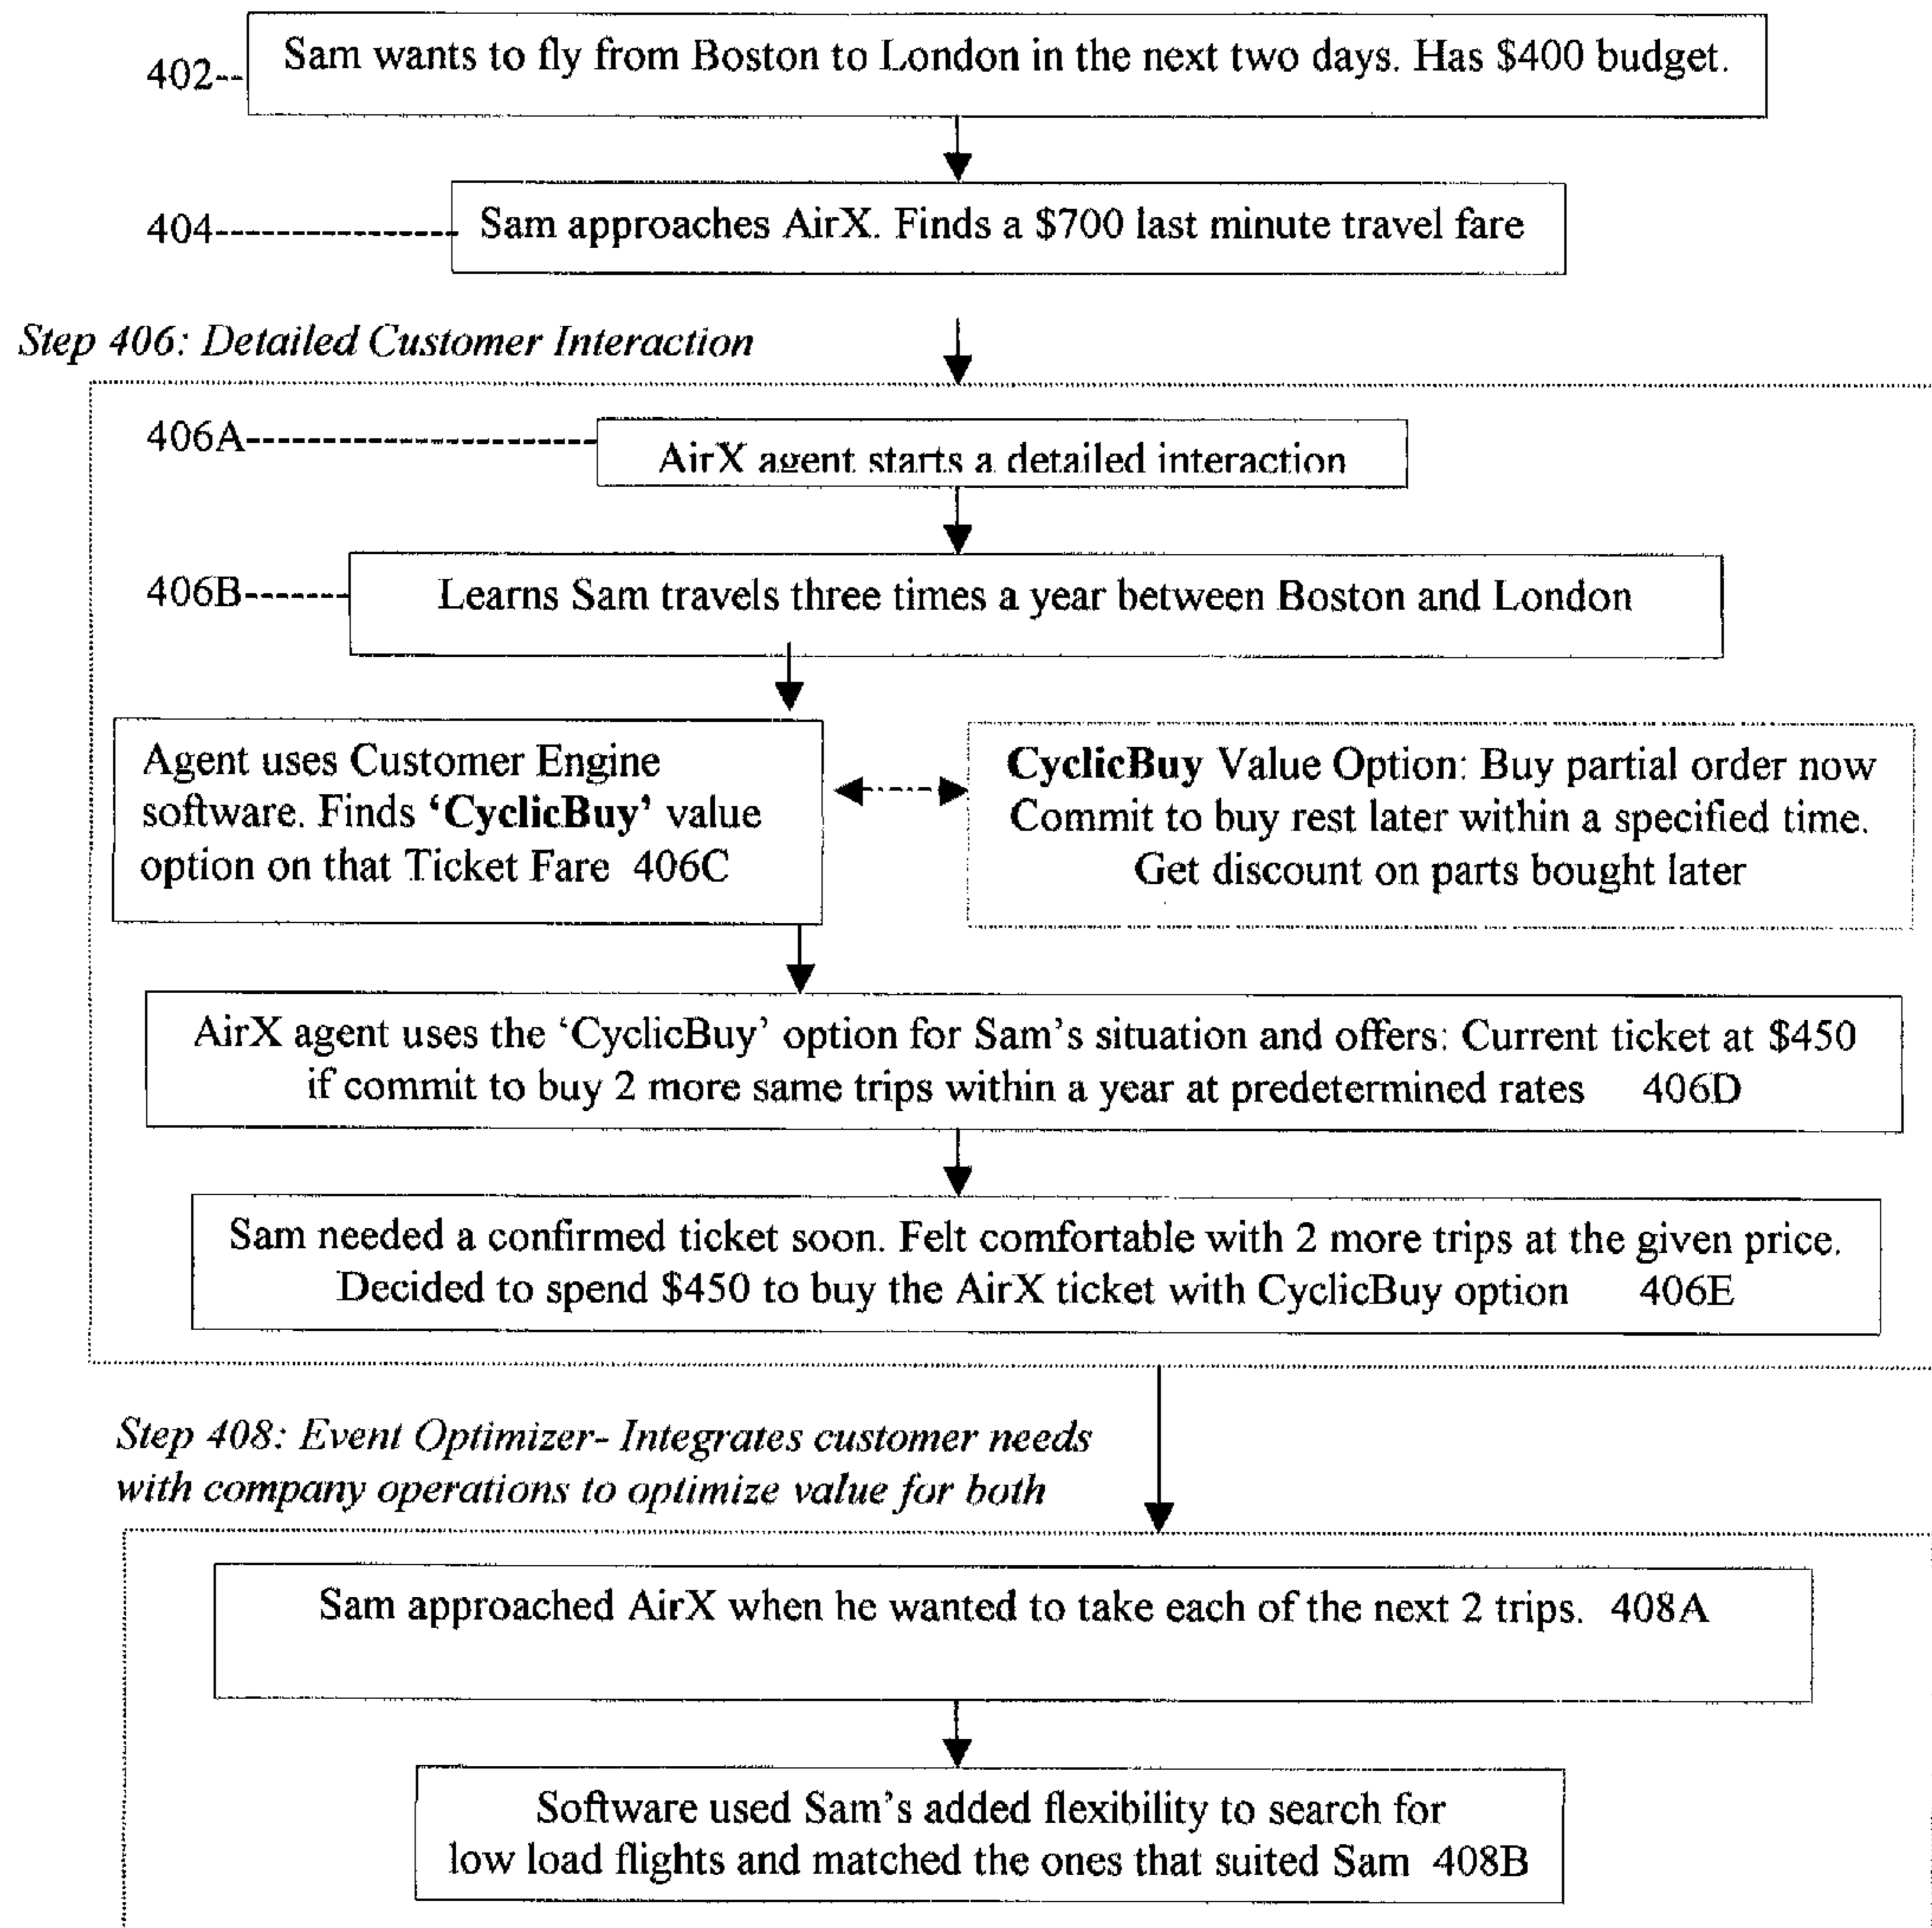 402-- Sam wants to fly from Boston to London in the next two days. Has $400 budget.
404---------------- Sam approaches AirX. Finds a $700 last minute travel fare
Step 406: Detailed Customer Interaction
406A----------------------- AirX agent starts a detailed interaction
406B------- Learns Sam travels three times a year between Boston and London
Agent uses Customer Engine
software. Finds ‘CyclicBuy’ value
option on that Ticket Fare 406C
CyclicBuy Value Option: Buy partial order now
Commit to buy rest later within a specified time.
Get discount on parts bought later
AirX agent uses the ‘CyclicBuy’ option for Sam’s situation and offers: Current ticket at $450
if commit to buy 2 more same trips within a year at predetermined rates 406D
Sam needed a confirmed ticket soon. Felt comfortable with 2 more trips at the given price.
Decided to spend $450 to buy the AirX ticket with CyclicBuy option 406E
Step 408: Event Optimizer- Integrates customer needs
with company operations to optimize value for both
Sam approached AirX when he wanted to take each of the next 2 trips. 408A
Software used Sam’s added flexibility to search for
low load flights and matched the ones that suited Sam 408B